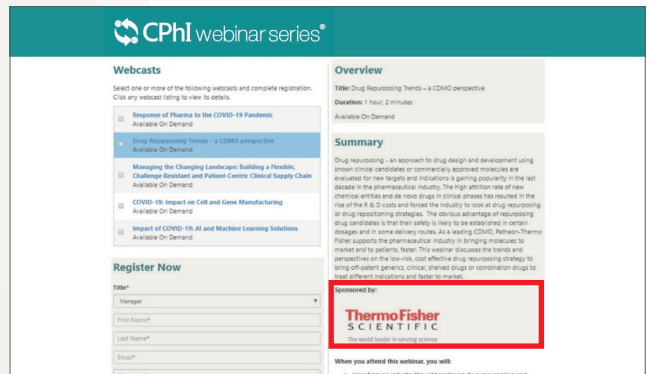 CPhI webinar series®
Webcasts
Select one or more of the following webcasts and complete registration.
Click any webcast listing to view its details.
Response of Pharma to the COVID-19 Pandemic
Available On Demand
Drug Repurposing Trends – a CDMO perspective
Available On Demand
Managing the Changing Landscape: Building a Flexible,
Challenge Resistant and Patient-Centric Clinical Supply Chain
Available On Demand
COVID-19: Impact on Cell and Gene Manufacturing
Available On Demand
Impact of COVID-19: AI and Machine Learning Solutions
Available On Demand
Register Now
Title*
Manager
First Name*
Last Name*
Email*
Overview
Title: Drug Repurposing Trends – a CDMO perspective
Duration: 1 hour, 2 minutes
Available On Demand
Summary
Drug repurposing - an approach to drug design and development using
known clinical candidates or commercially approved molecules are
evaluated for new targets and indications is gaining popularity in the last
decade in the pharmaceutical industry. The high attrition rate of new
chemical entities and de novo drugs in clinical phases has resulted in the
rise of the R & D costs and forced the industry to look at drug repurposing
or drug repositioning strategies. The obvious advantage of repurposing
drug candidates is that their safety is likely to be established in certain
dosages and in some delivery routes. As a leading CDMO, Patheon-Thermo
Fisher supports the pharmaceutical industry in bringing molecules to
market and to patients, faster. This webinar discusses the trends and
perspectives on the low-risk, cost effective drug repurposing strategy to
bring off-patent generics, clinical, shelved drugs or combination drugs to
treat different indications and faster to market.
Sponsored by:
ThermoFisher
SCIENTIFIC
The world leader in serving science
When you attend this webinar, you will: